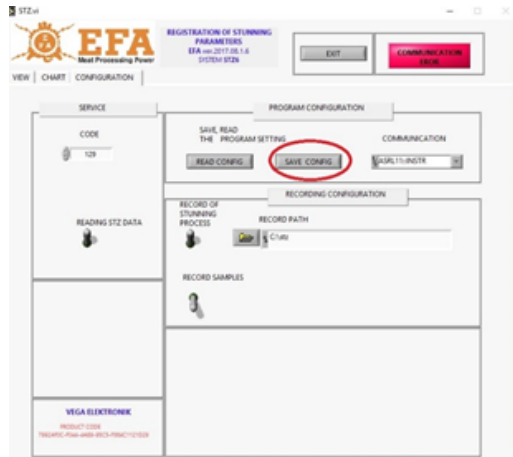 STZ.vi
EFA
Meat Processing Power
REGISTRATION OF STUNNING
PARAMETERS
EFA ver.2017.08.1.6
SYSTEM STZ6
EXIT
COMMUNICATION
EROR
VIEW
CHART
CONFIGURATION
SERVICE
CODE
129
READING STZ DATA
PROGRAM CONFIGURATION
SAVE, READ
THE PROGRAM SETTING
READ CONFIG
SAVE CONFIG
COMMUNICATION
ASRL11::INSTR
RECORDING CONFIGURATION
RECORD OF
STUNNING
PROCESS
RECORD PATH
RECORD SAMPLES
VEGA ELEKTRONIK
PRODUCT CODE